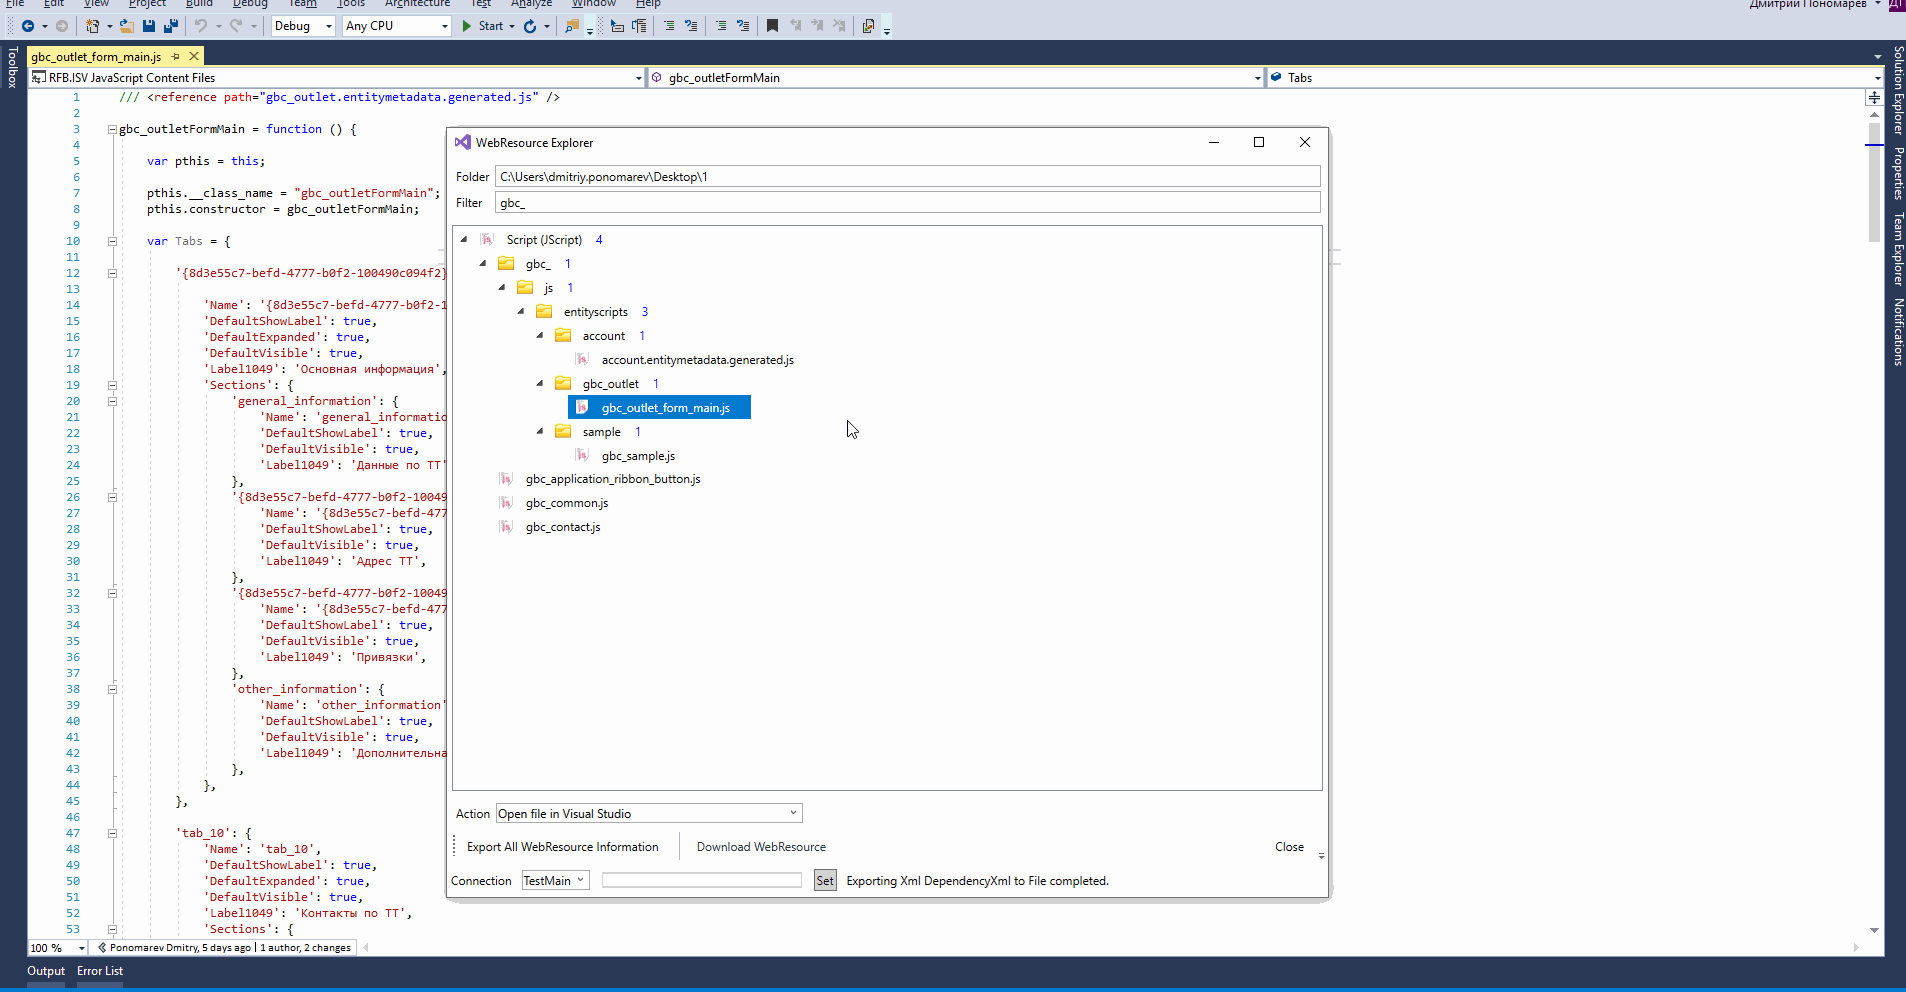 File Edit View Project Build Debug Team Tools Architecture Test Analyze Window Help Дмитрий Пономарев ДП
Debug Any CPU Start
Toolbox
gbc_outlet_form_main.js
RFB.ISV JavaScript Content Files gbc_outletFormMain Tabs
1 /// <reference path="gbc_outlet.entitymetadata.generated.js" />
2
3 gbc_outletFormMain = function () {
4
5 var pthis = this;
6
7 pthis.__class_name = "gbc_outletFormMain";
8 pthis.constructor = gbc_outletFormMain;
9
10 var Tabs = {
11
12 '{8d3e55c7-befd-4777-b0f2-100490c094f2}
13
14 'Name': '{8d3e55c7-befd-4777-b0f2-1
15 'DefaultShowLabel': true,
16 'DefaultExpanded': true,
17 'DefaultVisible': true,
18 'Label1049': 'Основная информация',
19 'Sections': {
20 'general_information': {
21 'Name': 'general_informatio
22 'DefaultShowLabel': true,
23 'DefaultVisible': true,
24 'Label1049': 'Данные по ТТ'
25 },
26 '{8d3e55c7-befd-4777-b0f2-10049
27 'Name': '{8d3e55c7-befd-477
28 'DefaultShowLabel': true,
29 'DefaultVisible': true,
30 'Label1049': 'Адрес ТТ',
31 },
32 '{8d3e55c7-befd-4777-b0f2-10049
33 'Name': '{8d3e55c7-befd-477
34 'DefaultShowLabel': true,
35 'DefaultVisible': true,
36 'Label1049': 'Привязки',
37 },
38 'other_information': {
39 'Name': 'other_information'
40 'DefaultShowLabel': true,
41 'DefaultVisible': true,
42 'Label1049': 'Дополнительна
43 },
44 },
45 },
46
47 'tab_10': {
48 'Name': 'tab_10',
49 'DefaultShowLabel': true,
50 'DefaultExpanded': true,
51 'DefaultVisible': true,
52 'Label1049': 'Контакты по ТТ',
53 'Sections': {
100 % Ponomarev Dmitry, 5 days ago | 1 author, 2 changes
Output Error List
WebResource Explorer
Folder C:\Users\dmitriy.ponomarev\Desktop\1
Filter gbc_
Script (JScript) 4
gbc_ 1
js 1
entityscripts 3
account 1
account.entitymetadata.generated.js
gbc_outlet 1
gbc_outlet_form_main.js
sample 1
gbc_sample.js
gbc_application_ribbon_button.js
gbc_common.js
gbc_contact.js
Action Open file in Visual Studio
Export All WebResource Information Download WebResource Close
Connection TestMain Set Exporting Xml DependencyXml to File completed.
Solution Explorer
Properties
Team Explorer
Notifications